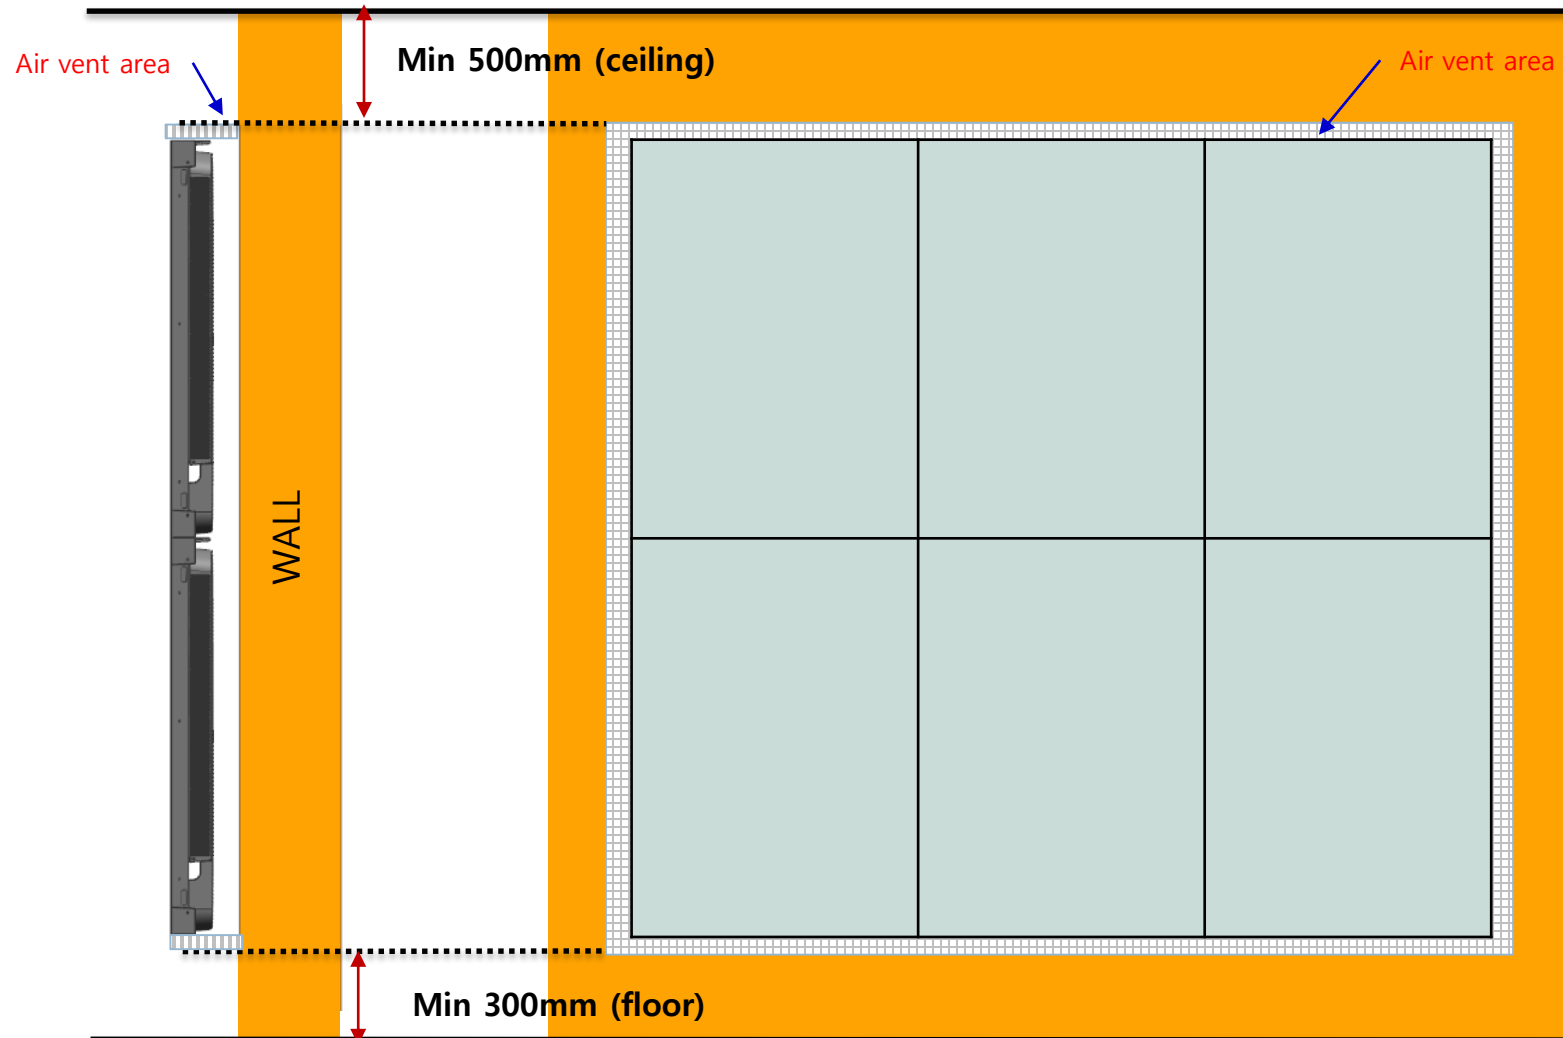 Min 500mm (ceiling)
Air vent area
Air vent area
WALL
Min 300mm (floor)